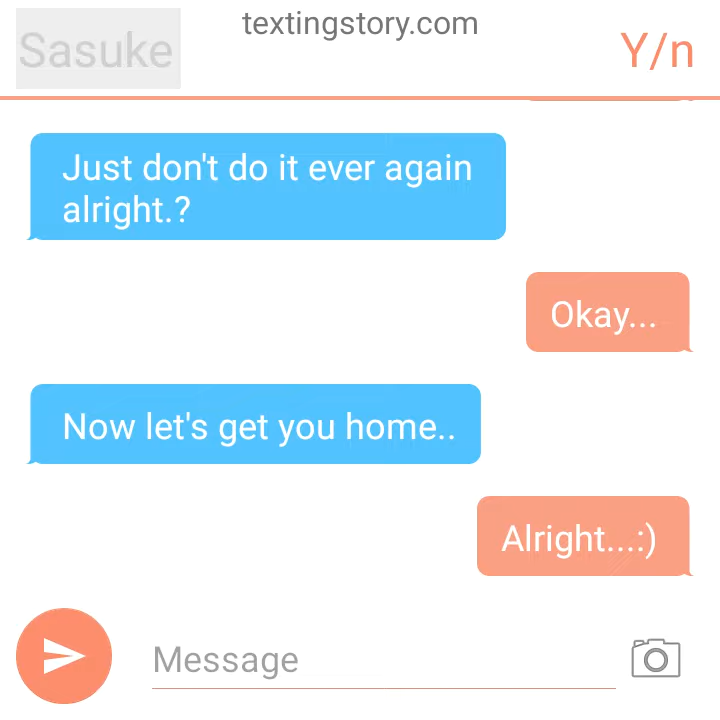 textingstory.com
Sasuke
Y/n
Just don't do it ever again
alright.?
Okay...
Now let's get you home..
Alright...:)
Message